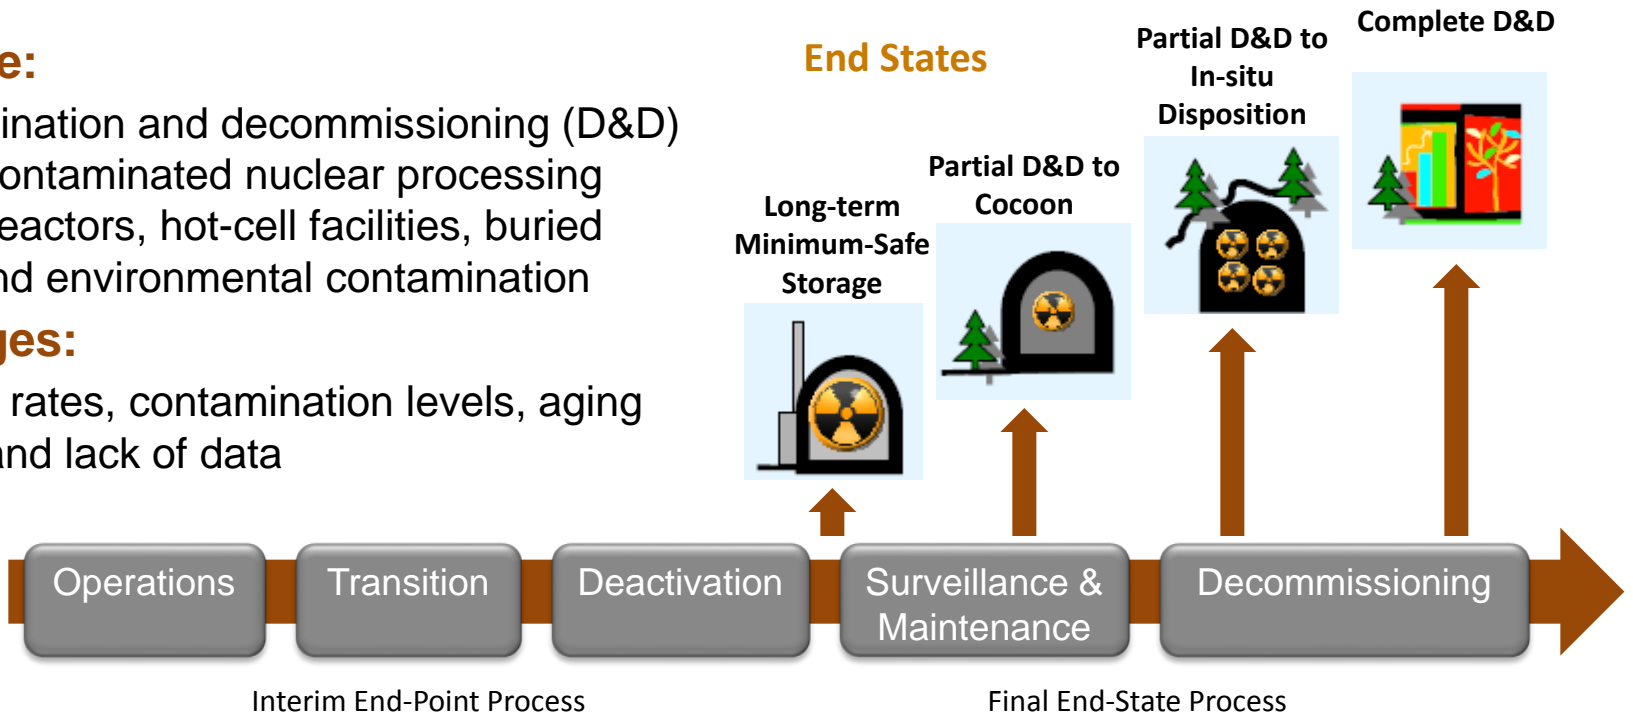 e:
ination and decommissioning (D&D)
ontaminated nuclear processing
eactors, hot-cell facilities, buried
nd environmental contamination
ges:
rates, contamination levels, aging
and lack of data
End States
Long-term
Minimum-Safe
Storage
Partial D&D to
Cocoon
Partial D&D to
In-situ
Disposition
Complete D&D
Operations
Transition
Deactivation
Surveillance &
Maintenance
Decommissioning
Interim End-Point Process
Final End-State Process